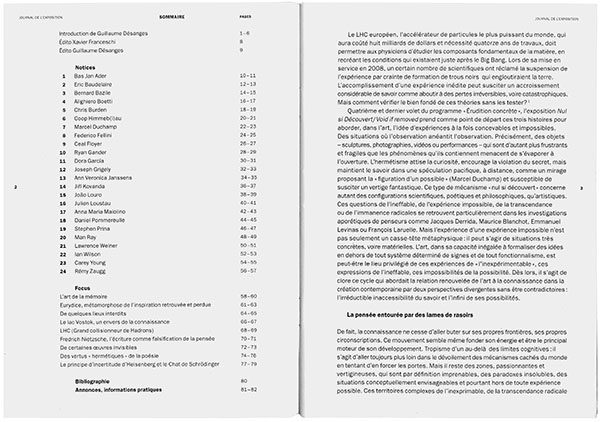 JOURNAL DE L'EXPOSITION
SOMMAIRE
PAGES
Introduction de Guillaume Désanges 1–6
Édito Xavier Franceschi 8
Édito Guillaume Désanges 9
Notices
1 Bas Jan Ader 10–11
2 Eric Baudelaire 12–13
3 Bernard Bazile 14–15
4 Alighiero Boetti 16–17
5 Chris Burden 18–19
6 Coop Himmelb(l)au 20–21
7 Marcel Duchamp 22–23
8 Federico Fellini 24–25
9 Ceal Floyer 26–27
10 Ryan Gander 28–29
11 Dora García 30–31
12 Joseph Grigely 32–33
13 Ann Veronica Janssens 34–35
14 Jiří Kovanda 36–37
15 João Louro 38–39
16 Julien Loustau 40–41
17 Anna Maria Maiolino 42–43
18 Daniel Pommereulle 44–45
19 Stephen Prina 46–47
20 Man Ray 48–49
21 Lawrence Weiner 50–51
22 Ian Wilson 52–53
23 Carey Young 54–55
24 Rémy Zaugg 56–57
Focus
L'art de la mémoire 58–60
Eurydice, métamorphose de l'inspiration retrouvée et perdue 61–63
De quelques lieux interdits 64–65
Le lac Vostok, un envers de la connaissance 66–67
LHC (Grand collisionneur de Hadrons) 68–69
Fredrich Nietzsche, l'écriture comme falsification de la pensée 70–71
De certaines œuvres invisibles 72–73
Des vertus «hermétiques» de la poésie 74–76
Le principe d'incertitude d'Heisenberg et le Chat de Schrödinger 77–79
Bibliographie 80
Annonces, informations pratiques 81–82
2
JOURNAL DE L'EXPOSITION
Le LHC européen, l'accélérateur de particules le plus puissant du monde, qui
aura coûté huit milliards de dollars et nécessité quatorze ans de travaux, doit
permettre aux physiciens d'étudier les composants fondamentaux de la matière, en
recréant les conditions qui existaient juste après le Big Bang. Lors de sa mise en
service en 2008, un certain nombre de scientifiques ont réclamé la suspension de
l'expérience par crainte de formation de trous noirs qui engloutiraient la terre.
L'accomplissement d'une expérience inédite peut susciter un accroissement
considérable de savoir comme aboutir à des pertes irréversibles, voire catastrophiques.
Mais comment vérifier le bien fondé de ces théories sans les tester? 1
Quatrième et dernier volet du programme «Érudition concrète», l'exposition Nul
si Découvert/Void if removed prend comme point de départ ces trois histoires pour
aborder, dans l'art, l'idée d'expériences à la fois concevables et impossibles.
Des situations où l'observation anéantit l'observation. Précisément, des objets
– sculptures, photographies, vidéos ou performances – qui sont d'autant plus frustrants
et fragiles que les phénomènes qu'ils contiennent menacent de s'évaporer à
l'ouverture. L'hermétisme attise la curiosité, encourage la violation du secret, mais
maintient le savoir dans une spéculation pacifique, à distance, comme un mirage
proposant la «figuration d'un possible» (Marcel Duchamp) et susceptible de
susciter un vertige fantastique. Ce type de mécanisme «nul si découvert» concerne
autant des configurations scientifiques, poétiques et philosophiques, qu'artistiques.
Ces questions de l'ineffable, de l'expérience impossible, de la transcendance
ou de l'immanence radicales se retrouvent particulièrement dans les investigations
aporétiques de penseurs comme Jacques Derrida, Maurice Blanchot, Emmanuel
Levinas ou François Laruelle. Mais l'expérience d'une expérience impossible n'est
pas seulement un casse-tête métaphysique: il peut s'agir de situations très
concrètes, voire matérielles. L'art, dans sa capacité inégalée à formaliser des idées
en dehors de tout système déterminé de signes et de tout fonctionnalisme, est
peut-être le lieu privilégié de ces expériences de «l'inexpérimentable», ces
expressions de l'ineffable, ces impossibilités de la possibilité. Dès lors, il s'agit de
clore ce cycle qui abordait la relation renouvelée de l'art à la connaissance dans la
création contemporaine par deux perspectives divergentes sans être contradictoires:
l'irréductible inaccessibilité du savoir et l'infini de ses possibilités.
La pensée entourée par des lames de rasoirs
De fait, la connaissance ne cesse d'aller buter sur ses propres frontières, ses propres
circonscriptions. Ce mouvement semble même fonder son énergie et être le principal
moteur de son développement. Tropisme d'un au-delà des limites cognitives: il
s'agit d'aller toujours plus loin dans le dévoilement des mécanismes cachés du monde
en tentant d'en forcer les portes. Mais il reste des zones, passionnantes et
vertigineuses, qui sont par définition imprenables, des paradoxes insolubles, des
situations conceptuellement envisageables et pourtant hors de toute expérience
possible. Ces territoires complexes de l'inexprimable, de la transcendance radicale
3